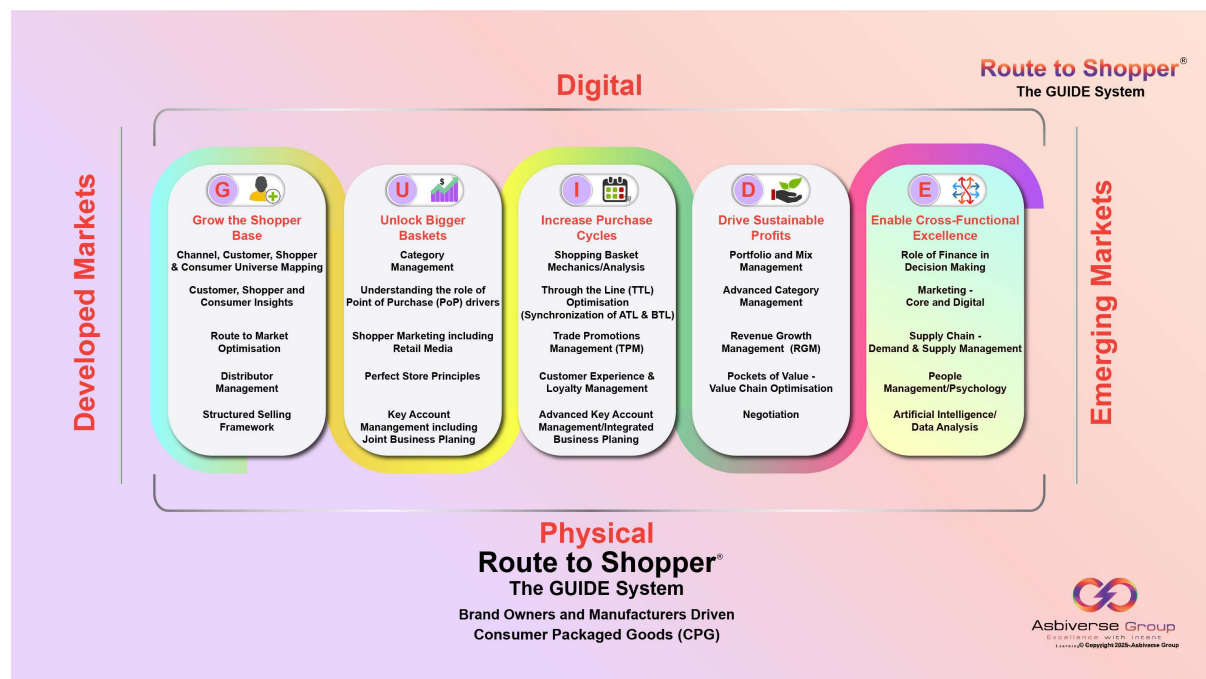 Route to Shopper®
The GUIDE System
Digital
Developed Markets
Emerging Markets
G
Grow the Shopper
Base
Channel, Customer, Shopper
& Consumer Universe Mapping
Customer, Shopper and
Consumer Insights
Route to Market
Optimisation
Distributor
Management
Structured Selling
Framework
U
$
Unlock Bigger
Baskets
Category
Management
Understanding the role of
Point of Purchase (PoP) drivers
Shopper Marketing including
Retail Media
Perfect Store Principles
Key Account
Manangement including
Joint Business Planing
I
Increase Purchase
Cycles
Shopping Basket
Mechanics/Analysis
Through the Line (TTL)
Optimisation
(Synchronization of ATL & BTL)
Trade Promotions
Management (TPM)
Customer Experience &
Loyalty Management
Advanced Key Account
Management/Integrated
Business Planing
D
Drive Sustainable
Profits
Portfolio and Mix
Management
Advanced Category
Management
Revenue Growth
Management (RGM)
Pockets of Value -
Value Chain Optimisation
Negotiation
E
Enable Cross-Functional
Excellence
Role of Finance in
Decision Making
Marketing -
Core and Digital
Supply Chain -
Demand & Supply Management
People
Management/Psychology
Artificial Intelligence/
Data Analysis
Physical
Route to Shopper®
The GUIDE System
Brand Owners and Manufacturers Driven
Consumer Packaged Goods (CPG)
Asbiverse Group
Excellence with Intent
Learning © Copyright 2025-Asbiverse Group